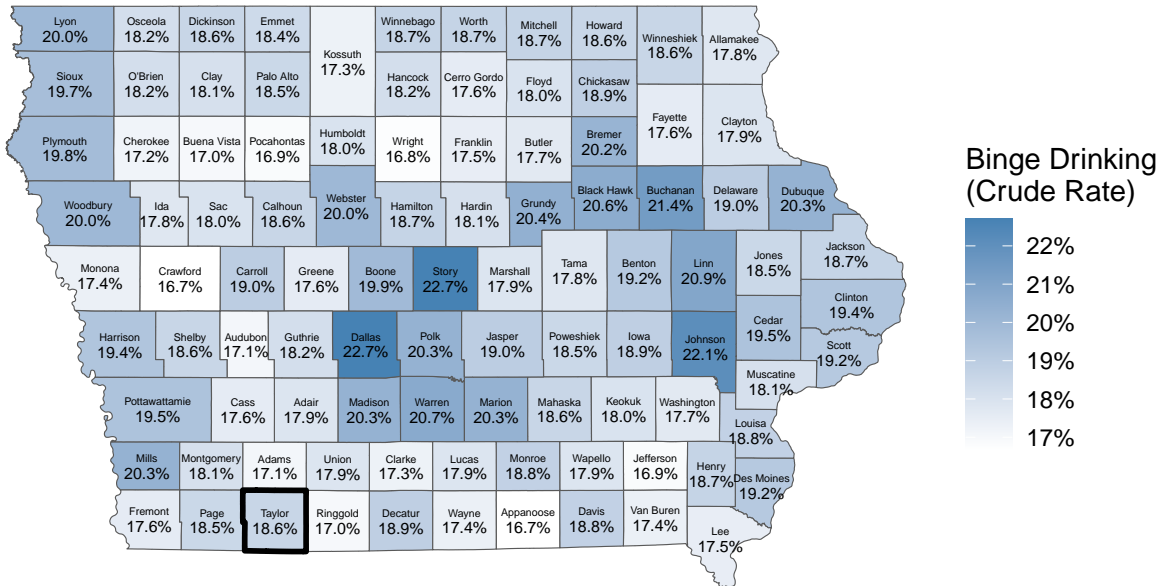 Lyon
20.0%
Osceola
18.2%
Dickinson
18.6%
Emmet
18.4%
Kossuth
17.3%
Winnebago
18.7%
Worth
18.7%
Mitchell
18.7%
Howard
18.6%
Winneshiek
18.6%
Allamakee
17.8%
Sioux
19.7%
O'Brien
18.2%
Clay
18.1%
Palo Alto
18.5%
Hancock
18.2%
Cerro Gordo
17.6%
Floyd
18.0%
Chickasaw
18.9%
Fayette
17.6%
Clayton
17.9%
Plymouth
19.8%
Cherokee
17.2%
Buena Vista
17.0%
Pocahontas
16.9%
Humboldt
18.0%
Wright
16.8%
Franklin
17.5%
Butler
17.7%
Bremer
20.2%
Woodbury
20.0%
Ida
17.8%
Sac
18.0%
Calhoun
18.6%
Webster
20.0%
Hamilton
18.7%
Hardin
18.1%
Grundy
20.4%
Black Hawk
20.6%
Buchanan
21.4%
Delaware
19.0%
Dubuque
20.3%
Monona
17.4%
Crawford
16.7%
Carroll
19.0%
Greene
17.6%
Boone
19.9%
Story
22.7%
Marshall
17.9%
Tama
17.8%
Benton
19.2%
Linn
20.9%
Jones
18.5%
Jackson
18.7%
Clinton
19.4%
Harrison
19.4%
Shelby
18.6%
Audubon
17.1%
Guthrie
18.2%
Dallas
22.7%
Polk
20.3%
Jasper
19.0%
Poweshiek
18.5%
Iowa
18.9%
Johnson
22.1%
Cedar
19.5%
Scott
19.2%
Muscatine
18.1%
Pottawattamie
19.5%
Cass
17.6%
Adair
17.9%
Madison
20.3%
Warren
20.7%
Marion
20.3%
Mahaska
18.6%
Keokuk
18.0%
Washington
17.7%
Louisa
18.8%
Mills
20.3%
Montgomery
18.1%
Adams
17.1%
Union
17.9%
Clarke
17.3%
Lucas
17.9%
Monroe
18.8%
Wapello
17.9%
Jefferson
16.9%
Henry
18.7%
Des Moines
19.2%
Fremont
17.6%
Page
18.5%
Taylor
18.6%
Ringgold
17.0%
Decatur
18.9%
Wayne
17.4%
Appanoose
16.7%
Davis
18.8%
Van Buren
17.4%
Lee
17.5%
Binge Drinking
(Crude Rate)
22%
21%
20%
19%
18%
17%